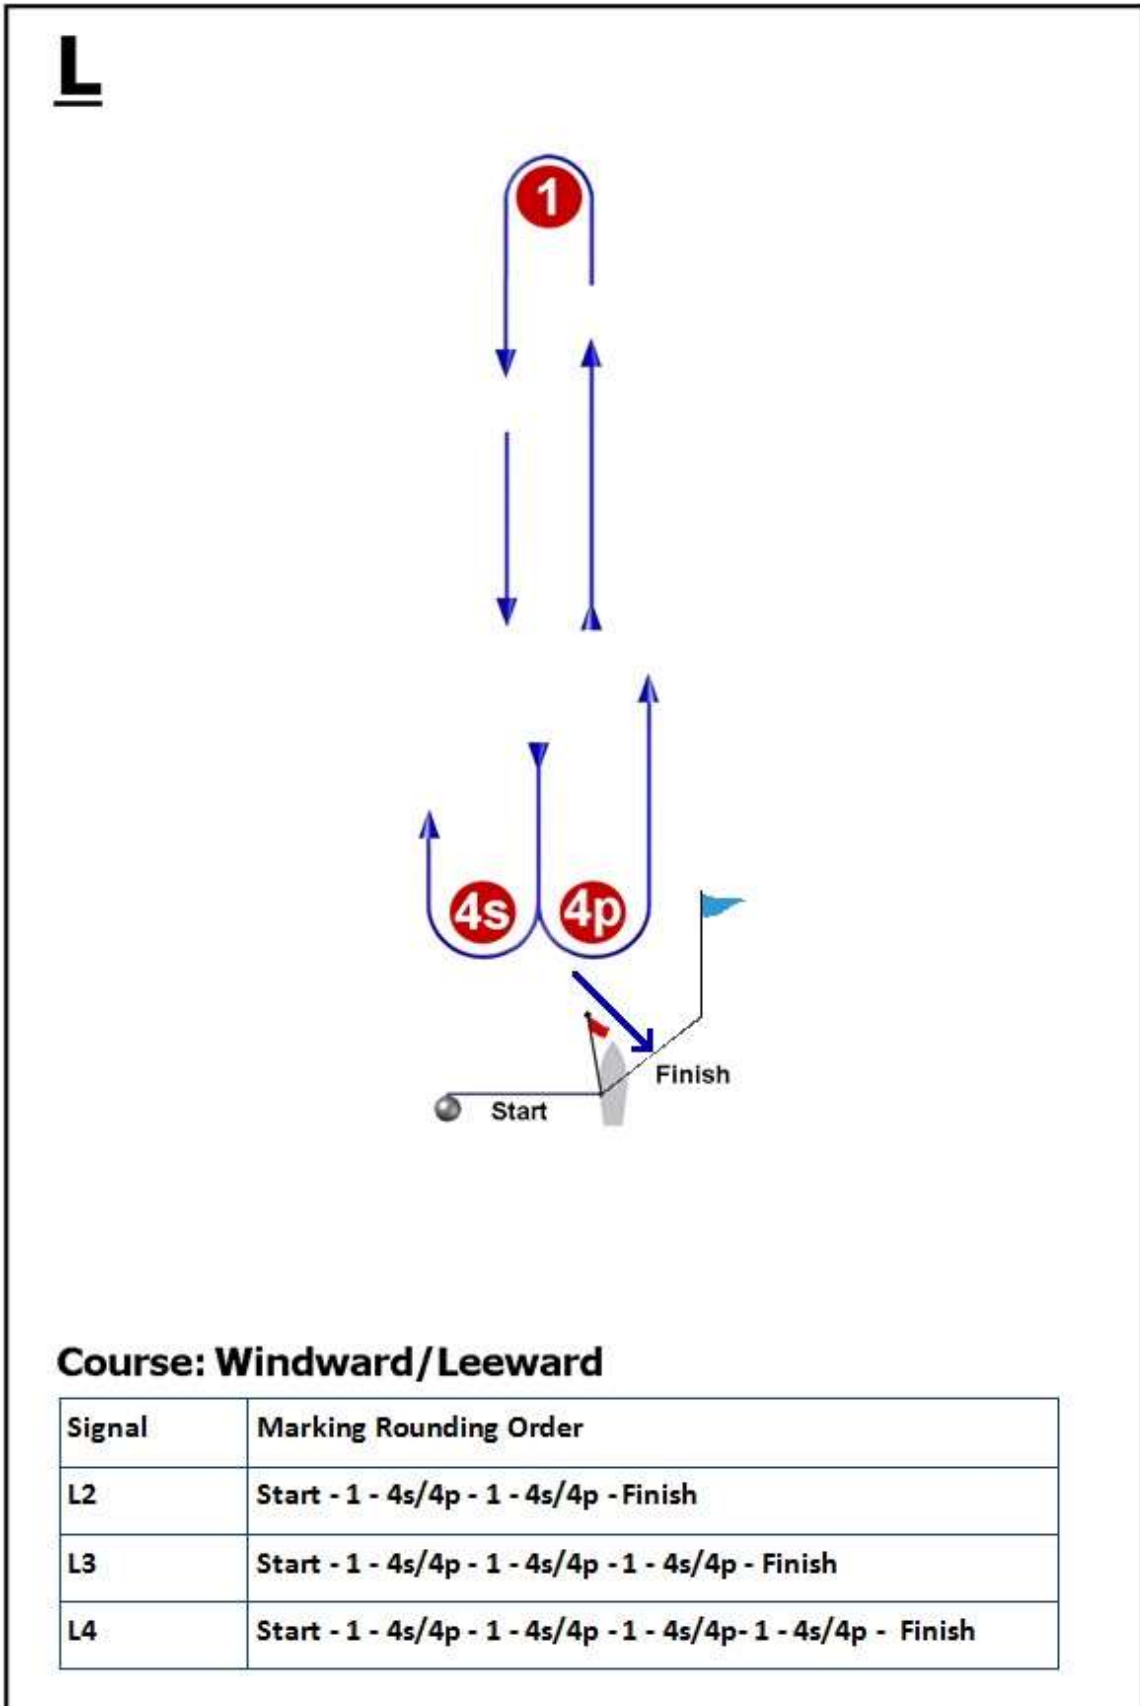 L
1
4s 4p
Finish
Start
Course: Windward/Leeward
Signal Marking Rounding Order
L2 Start - 1 - 4s/4p - 1 - 4s/4p - Finish
L3 Start - 1 - 4s/4p - 1 - 4s/4p - 1 - 4s/4p - Finish
L4 Start - 1 - 4s/4p - 1 - 4s/4p - 1 - 4s/4p- 1 - 4s/4p - Finish